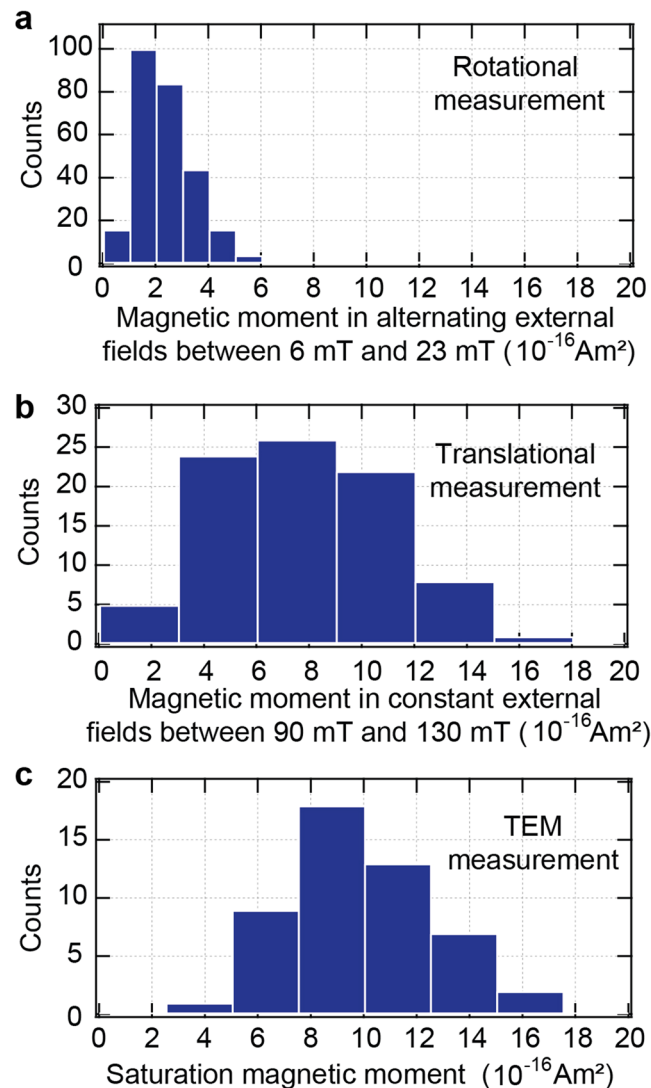 a
100
80
60
40
20
0
Counts
Rotational
measurement
0 2 4 6 8 10 12 14 16 18 20
Magnetic moment in alternating external
fields between 6 mT and 23 mT (10⁻¹⁶Am²)
b
30
25
20
15
10
5
0
Counts
Translational
measurement
0 2 4 6 8 10 12 14 16 18 20
Magnetic moment in constant external
fields between 90 mT and 130 mT (10⁻¹⁶Am²)
c
20
15
10
5
0
Counts
TEM
measurement
0 2 4 6 8 10 12 14 16 18 20
Saturation magnetic moment (10⁻¹⁶Am²)